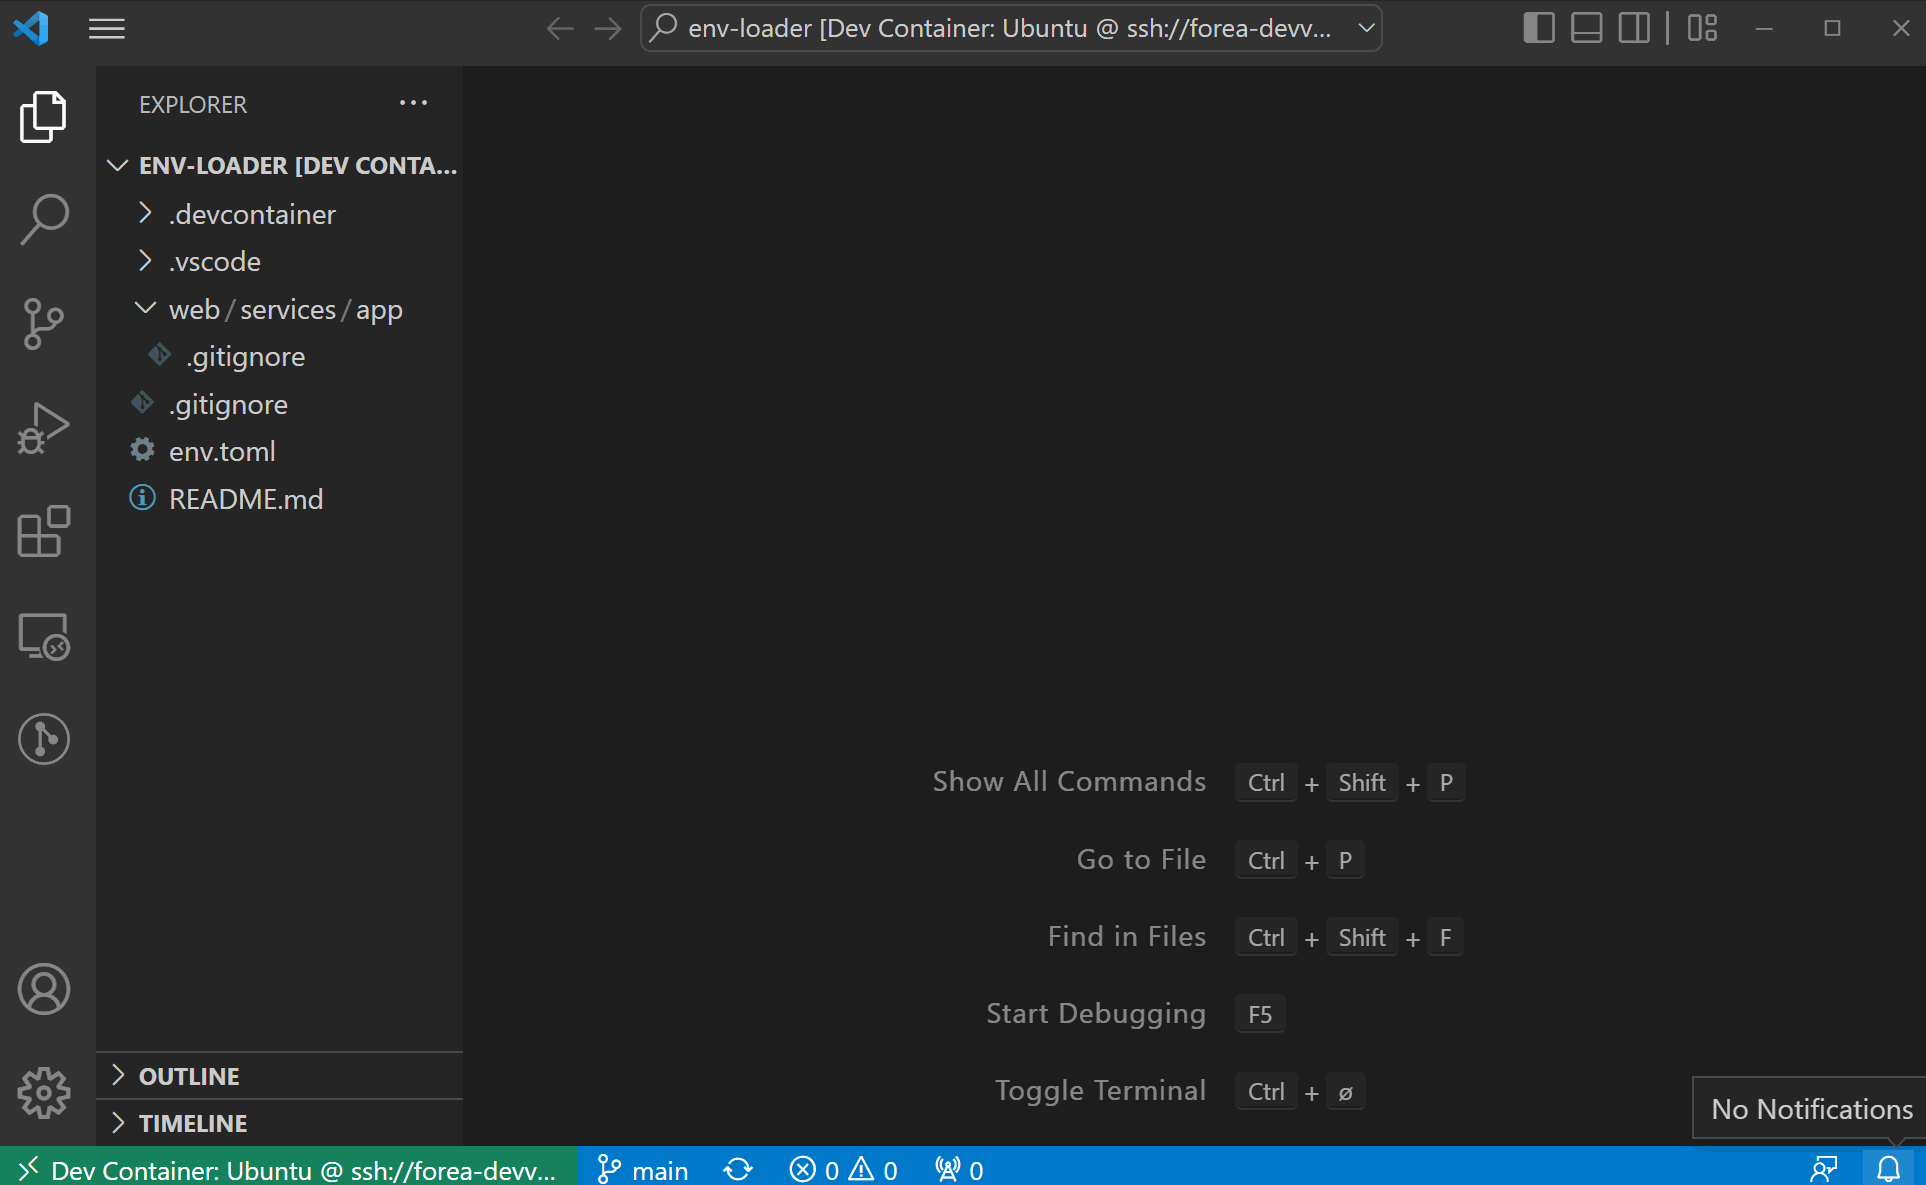 env-loader [Dev Container: Ubuntu @ ssh://forea-devv...
EXPLORER
ENV-LOADER [DEV CONTA...
.devcontainer
.vscode
web/services/app
.gitignore
.gitignore
env.toml
README.md
Show All Commands Ctrl + Shift + P
Go to File Ctrl + P
Find in Files Ctrl + Shift + F
Start Debugging F5
Toggle Terminal Ctrl + ø
OUTLINE
TIMELINE
No Notifications
Dev Container: Ubuntu @ ssh://forea-devv... main 0 0 0